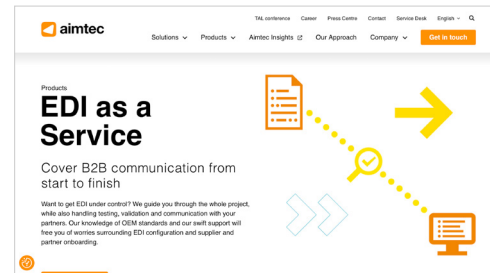 TAL conference Career Press Centre Contact Service Desk English
aimtec
Solutions Products Aimtec Insights Our Approach Company Get in touch
Products
EDI as a
Service
Cover B2B communication from
start to finish
Want to get EDI under control? We guide you through the whole project,
while also handling testing, validation and communication with your
partners. Our knowledge of OEM standards and our swift support will
free you of worries surrounding EDI configuration and supplier and
partner onboarding.